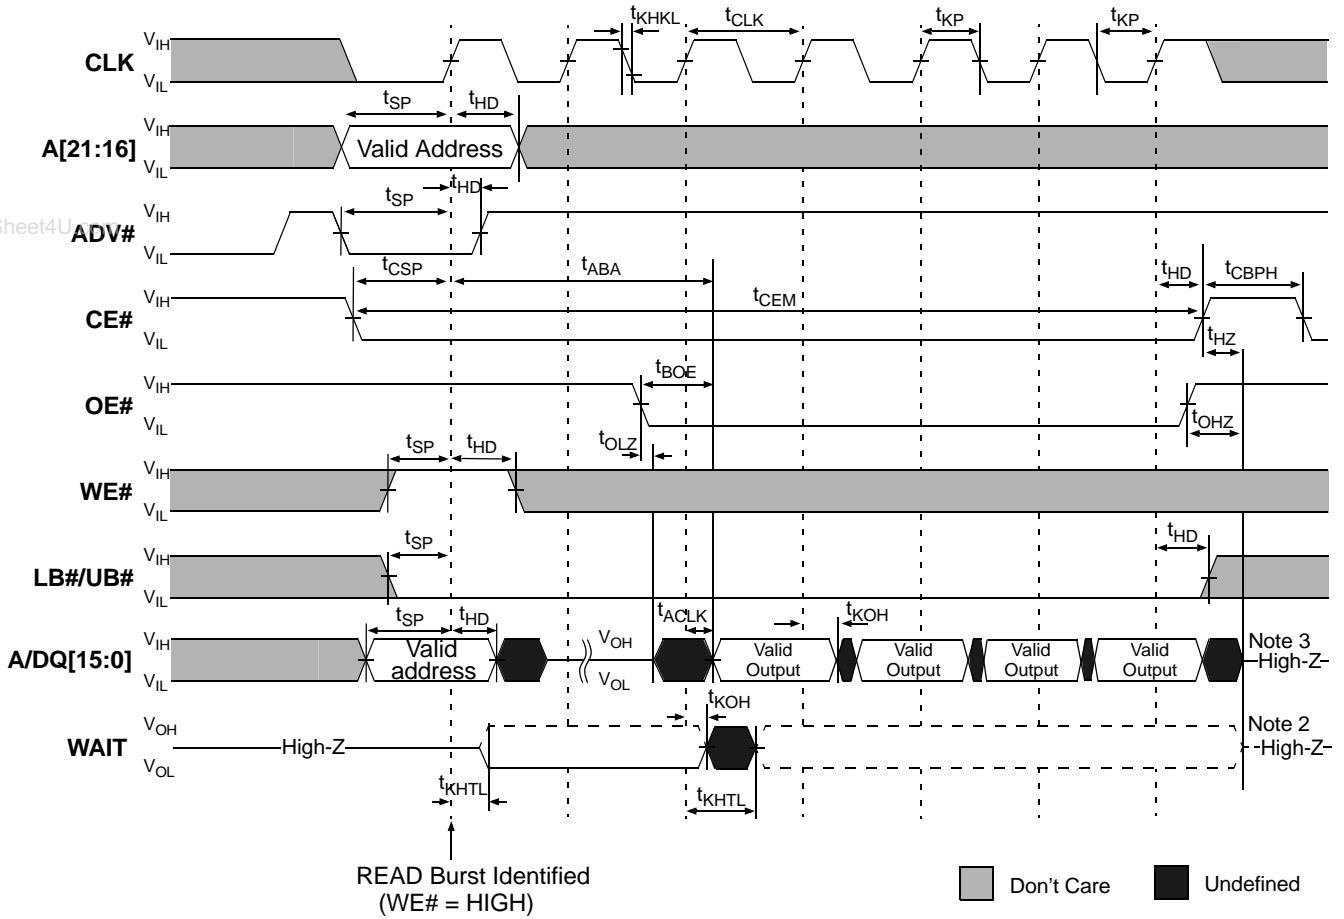 tKHKL tCLK tKP tKP
CLK VIH VIL
tSP tHD
A[21:16] VIH VIL Valid Address
tSP tHD
Sheet4U.com
ADV# VIH VIL
tCSP tABA tHD tCBPH
tCEM
CE# VIH VIL
tHZ
tBOE
OE# VIH VIL
tOHZ
tSP tHD tOLZ
WE# VIH VIL
tSP tHD
LB#/UB# VIH VIL
tSP tHD tACLK tKOH
A/DQ[15:0] VIH VIL Valid address VOH VOL Valid Output Valid Output Valid Output Valid Output Note 3 High-Z
tKOH
WAIT VOH VOL High-Z Note 2 High-Z
tKHTL tKHTL
READ Burst Identified
(WE# = HIGH)
Don't Care Undefined